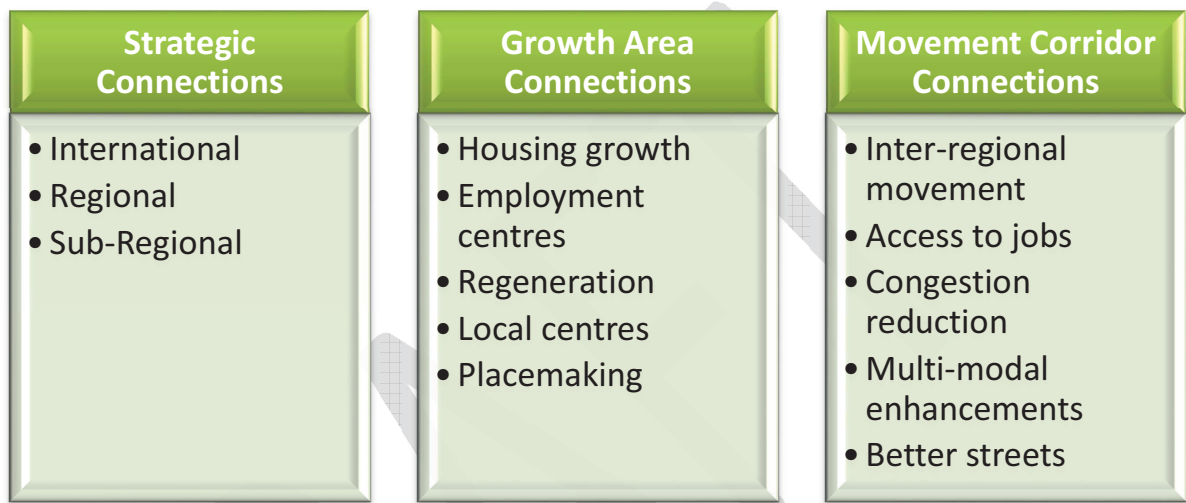 Strategic
Connections
• International
• Regional
• Sub-Regional
Growth Area
Connections
• Housing growth
• Employment
centres
• Regeneration
• Local centres
• Placemaking
Movement Corridor
Connections
• Inter-regional
movement
• Access to jobs
• Congestion
reduction
• Multi-modal
enhancements
• Better streets